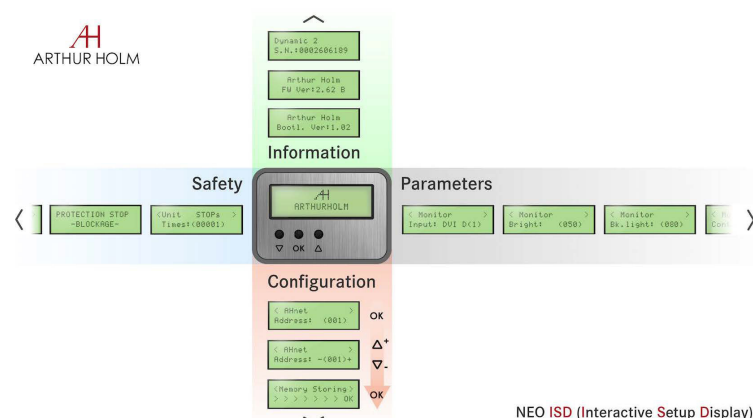 AH
ARTHUR HOLM
Dynamic 2
S.N.:0002606189
Arthur Holm
FW Ver:2.62 B
Arthur Holm
Bootl. Ver:1.02
Information
Safety
Parameters
PROTECTION STOP
-BLOCKAGE-
<Unit STOPs >
Times:(00001)
AH
ARTHURHOLM
▽ OK △
< Monitor >
Input: DVI D(1)
< Monitor >
Bright: (050)
< Monitor >
Bk.light: (080)
Configuration
< AHnet >
Address: (001)
OK
< AHnet >
Address: -(001)+
△+
▽-
<Memory Storing>
> > > > > > > OK
OK
NEO ISD (Interactive Setup Display)